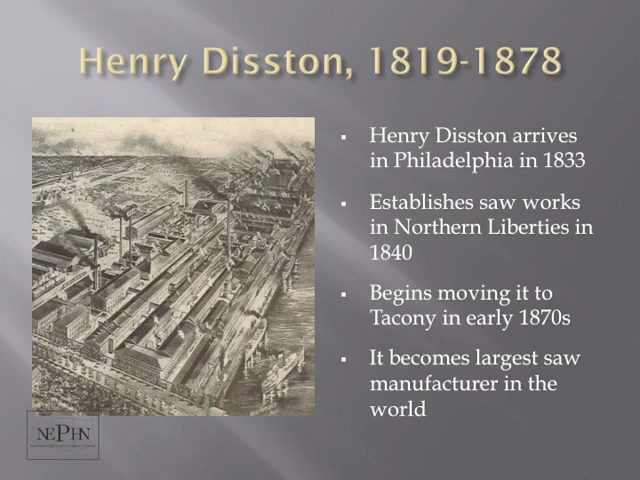 Henry Disston, 1819-1878
Henry Disston arrives
in Philadelphia in 1833
Establishes saw works
in Northern Liberties in
1840
Begins moving it to
Tacony in early 1870s
It becomes largest saw
manufacturer in the
world
NEPHN